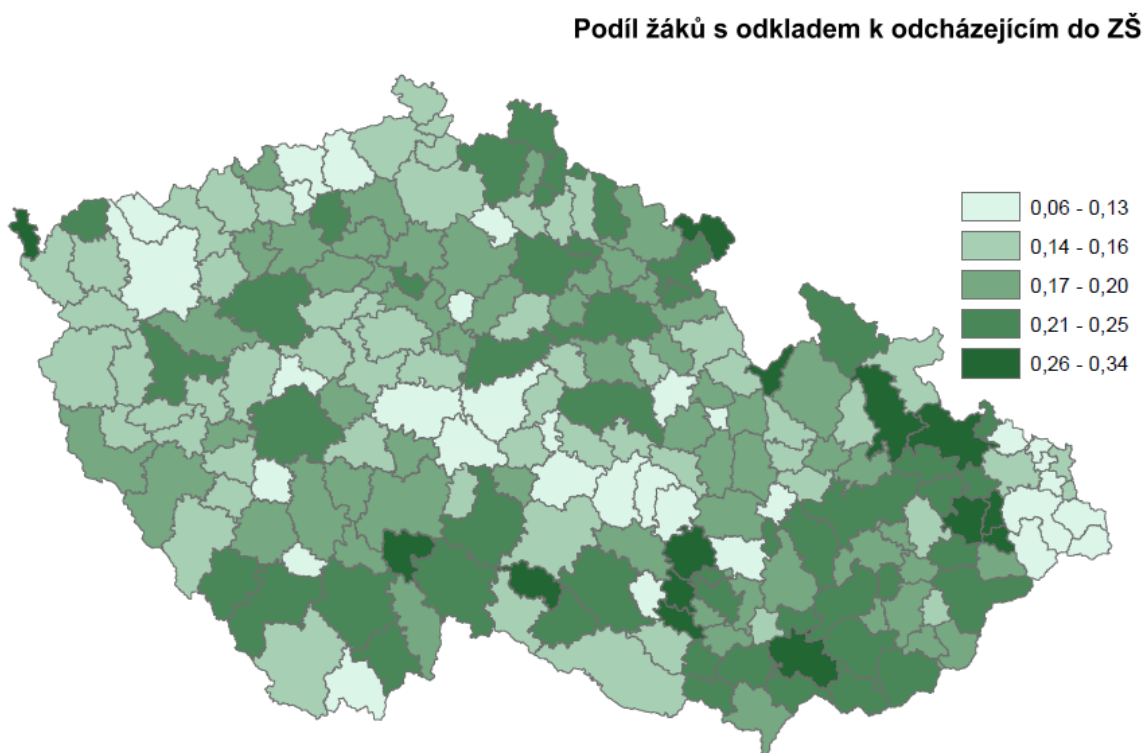 Podíl žáků s odkladem k odcházejícím do ZŠ
0,06 - 0,13
0,14 - 0,16
0,17 - 0,20
0,21 - 0,25
0,26 - 0,34